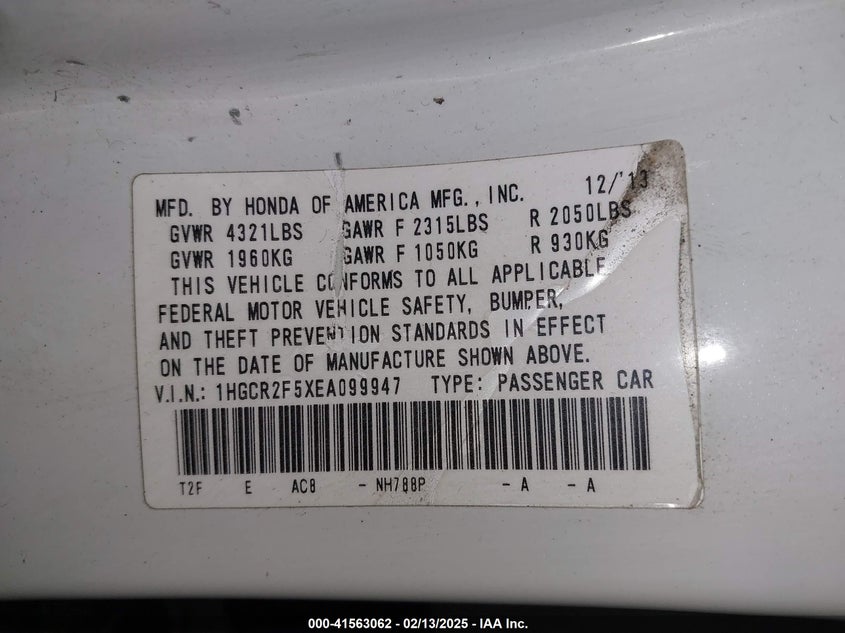 MFD. BY HONDA OF AMERICA MFG., INC. 12/'13
GVWR 4321LBS GAWR F 2315LBS R 2050LBS
GVWR 1960KG GAWR F 1050KG R 930KG
THIS VEHICLE CONFORMS TO ALL APPLICABLE
FEDERAL MOTOR VEHICLE SAFETY, BUMPER,
AND THEFT PREVENTION STANDARDS IN EFFECT
ON THE DATE OF MANUFACTURE SHOWN ABOVE.
V.I.N.: 1HGCR2F5XEA099947 TYPE: PASSENGER CAR
T2F E AC8 - NH788P - A - A
000-41563062 - 02/13/2025 - IAA Inc.